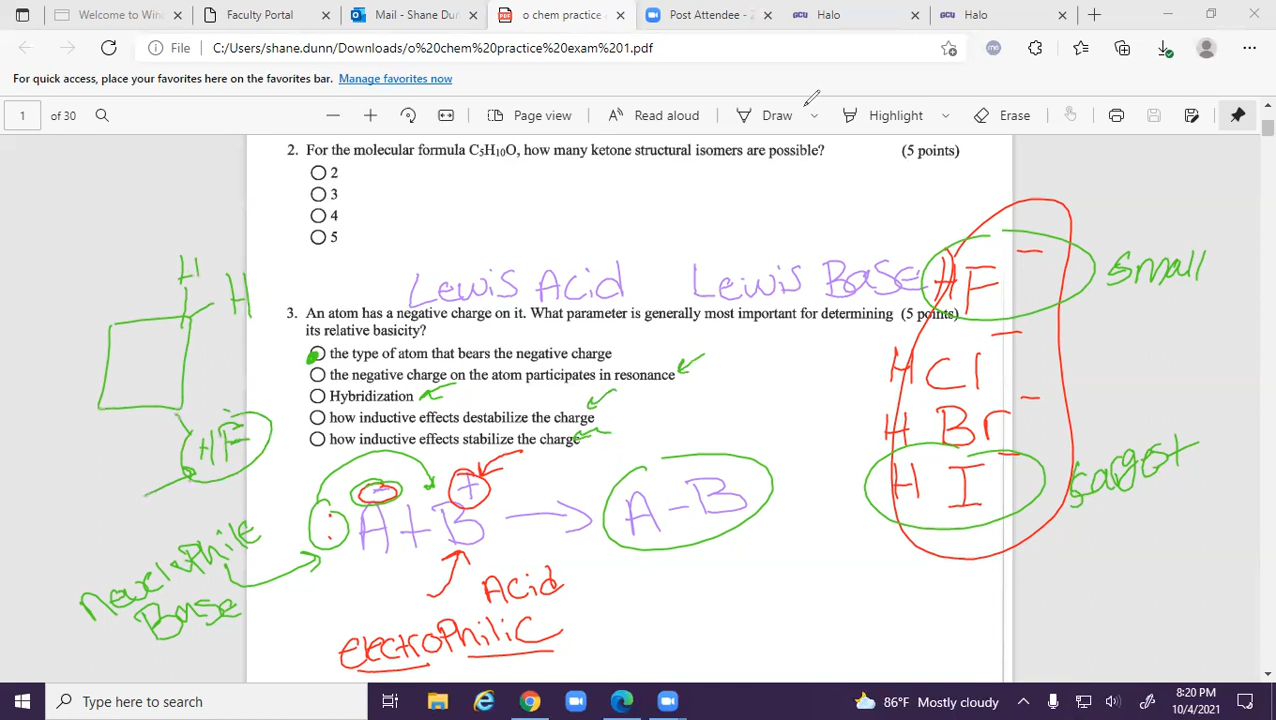 Welcome to Wind
Faculty Portal
Mail - Shane Dun
o chem practice e
Post Attendee - Z
GCU Halo
GCU Halo
File C:/Users/shane.dunn/Downloads/o%20chem%20practice%20exam%201.pdf
For quick access, place your favorites here on the favorites bar. Manage favorites now
1 of 30
Page view
Read aloud
Draw
Highlight
Erase
2. For the molecular formula C₅H₁₀O, how many ketone structural isomers are possible? (5 points)
2
3
4
5
Lewis Acid Lewis Base
3. An atom has a negative charge on it. What parameter is generally most important for determining (5 points)
its relative basicity?
the type of atom that bears the negative charge
the negative charge on the atom participates in resonance
Hybridization
how inductive effects destabilize the charge
how inductive effects stabilize the charge
H
H
HF
HF⁻
small
HCl⁻
HBr⁻
HI⁻
: A⁻ + B⁺ → A-B
Base
Acid
Electrophilic
Type here to search
86°F Mostly cloudy
8:20 PM
10/4/2021